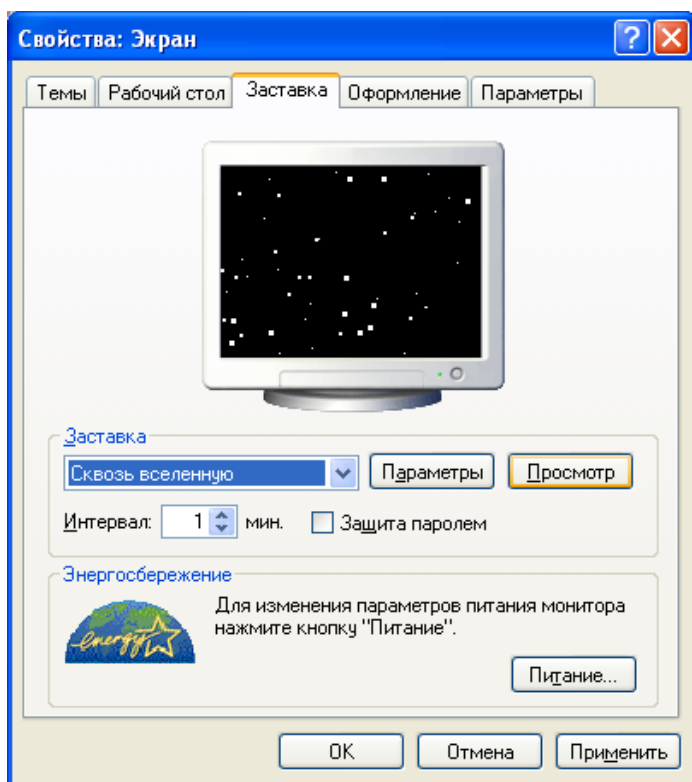 Свойства: Экран
?
Темы Рабочий стол Заставка Оформление Параметры
Заставка
Сквозь вселенную Параметры Просмотр
Интервал: 1 мин. Защита паролем
Энергосбережение
Для изменения параметров питания монитора
нажмите кнопку "Питание".
energy
Питание...
OK Отмена Применить